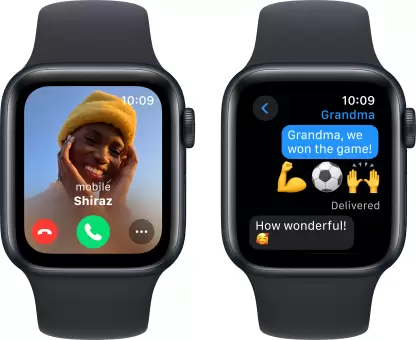 10:09
mobile
Shiraz
10:09
Grandma
Grandma, we
won the game!
💪⚽🙌
Delivered
How wonderful!
🥰